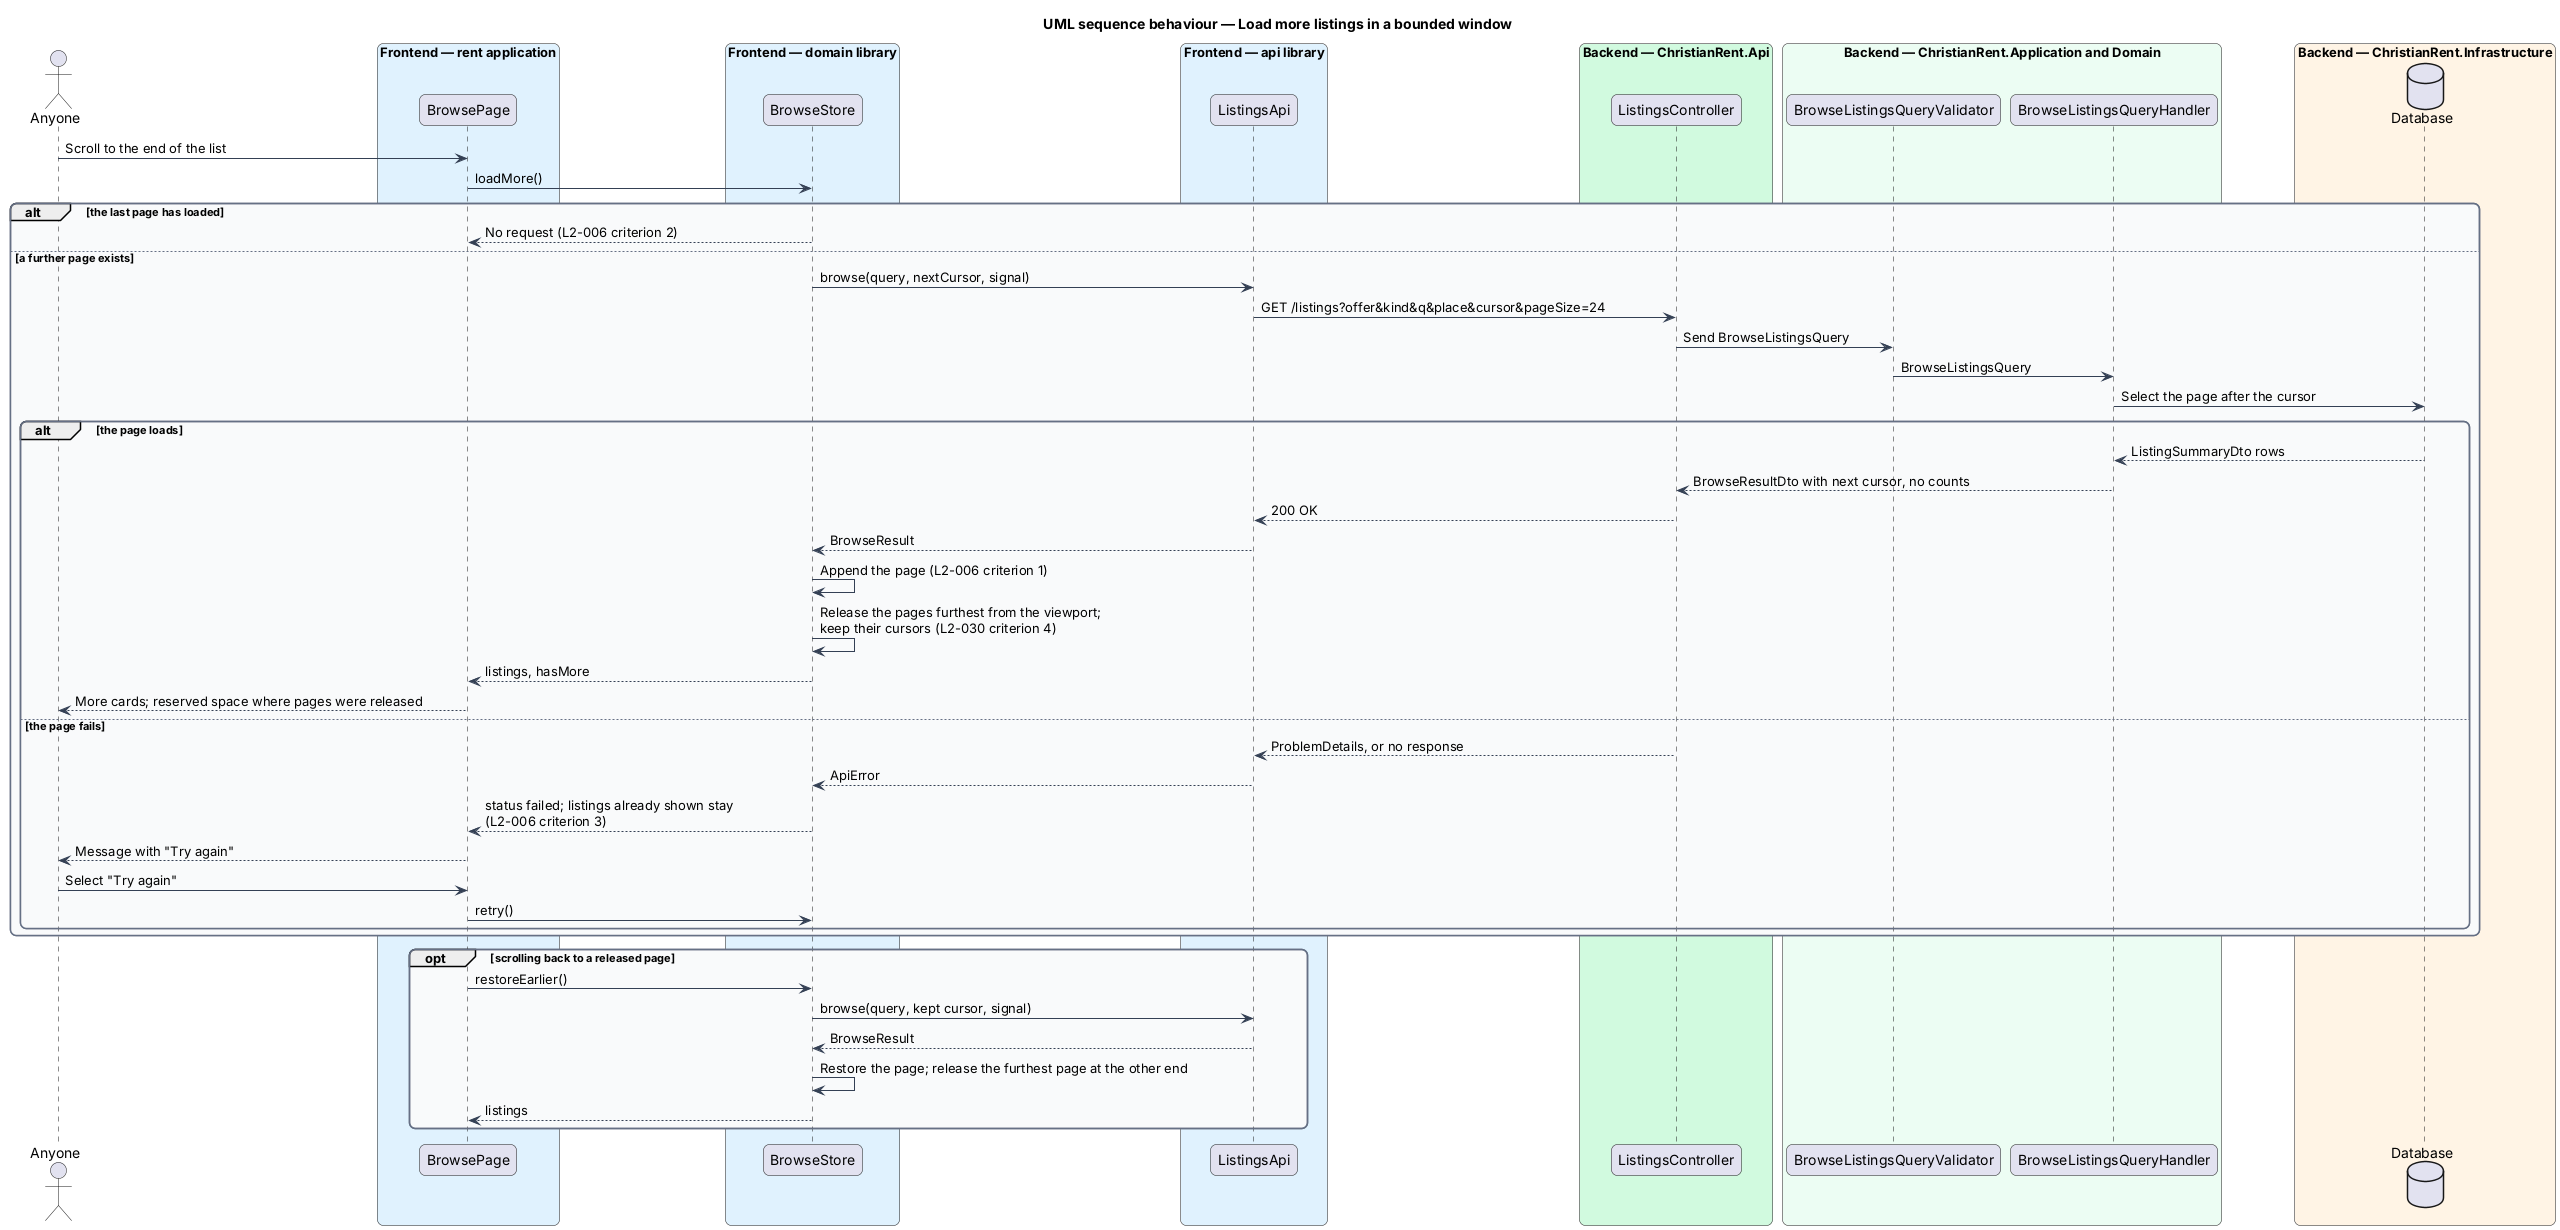 UML sequence behaviour — Load more listings in a bounded window
Frontend — rent application
Frontend — domain library
Frontend — api library
Backend — ChristianRent.Api
Backend — ChristianRent.Application and Domain
Backend — ChristianRent.Infrastructure
Anyone
BrowsePage
BrowseStore
ListingsApi
ListingsController
BrowseListingsQueryValidator
BrowseListingsQueryHandler
Database
Scroll to the end of the list
loadMore()
alt
[the last page has loaded]
No request (L2-006 criterion 2)
[a further page exists]
browse(query, nextCursor, signal)
GET /listings?offer&kind&q&place&cursor&pageSize=24
Send BrowseListingsQuery
BrowseListingsQuery
Select the page after the cursor
alt
[the page loads]
ListingSummaryDto rows
BrowseResultDto with next cursor, no counts
200 OK
BrowseResult
Append the page (L2-006 criterion 1)
Release the pages furthest from the viewport;
keep their cursors (L2-030 criterion 4)
listings, hasMore
More cards; reserved space where pages were released
[the page fails]
ProblemDetails, or no response
ApiError
status failed; listings already shown stay
(L2-006 criterion 3)
Message with "Try again"
Select "Try again"
retry()
opt
[scrolling back to a released page]
restoreEarlier()
browse(query, kept cursor, signal)
BrowseResult
Restore the page; release the furthest page at the other end
listings
Anyone
BrowsePage
BrowseStore
ListingsApi
ListingsController
BrowseListingsQueryValidator
BrowseListingsQueryHandler
Database